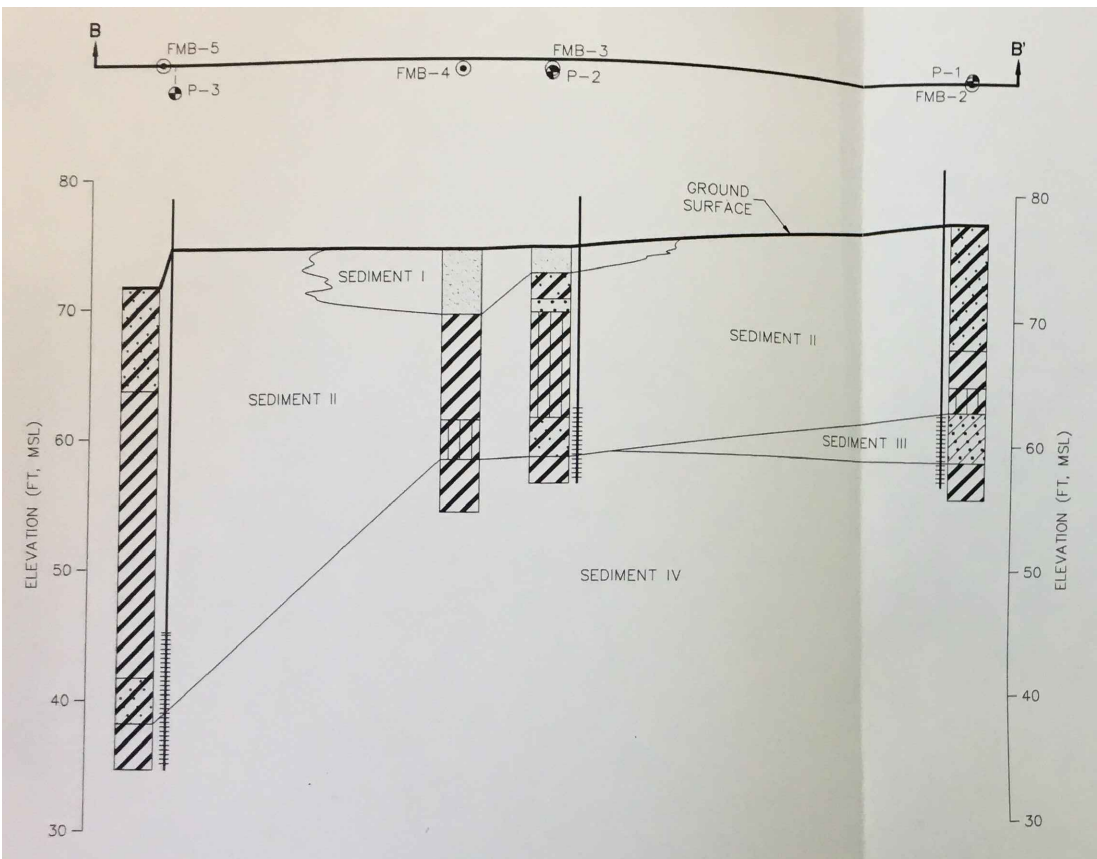 B
FMB-5
P-3
FMB-4
FMB-3
P-2
P-1
FMB-2
B'
80
70
60
50
40
30
ELEVATION (FT, MSL)
GROUND
SURFACE
SEDIMENT I
SEDIMENT II
SEDIMENT II
SEDIMENT III
SEDIMENT IV
80
70
60
50
40
30
ELEVATION (FT, MSL)